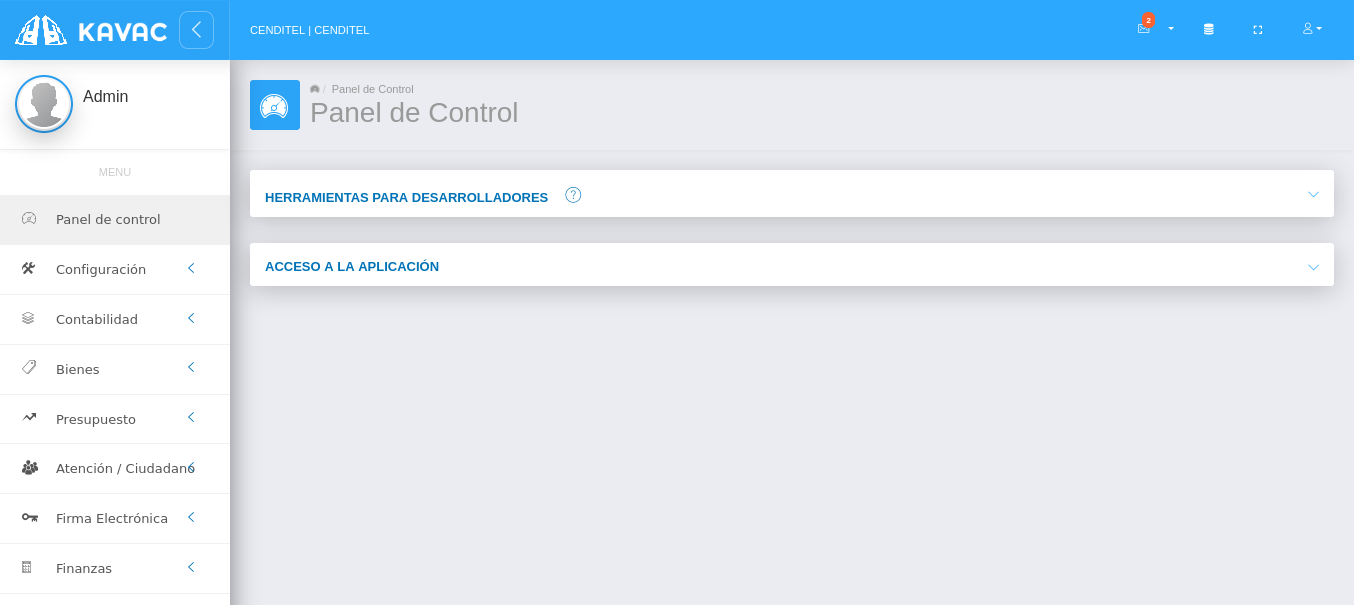 KAVAC
CENDITEL | CENDITEL
2
Admin
MENU
Panel de control
Configuración
Contabilidad
Bienes
Presupuesto
Atención / Ciudadano
Firma Electrónica
Finanzas
/ Panel de Control
Panel de Control
HERRAMIENTAS PARA DESARROLLADORES ?
ACCESO A LA APLICACIÓN